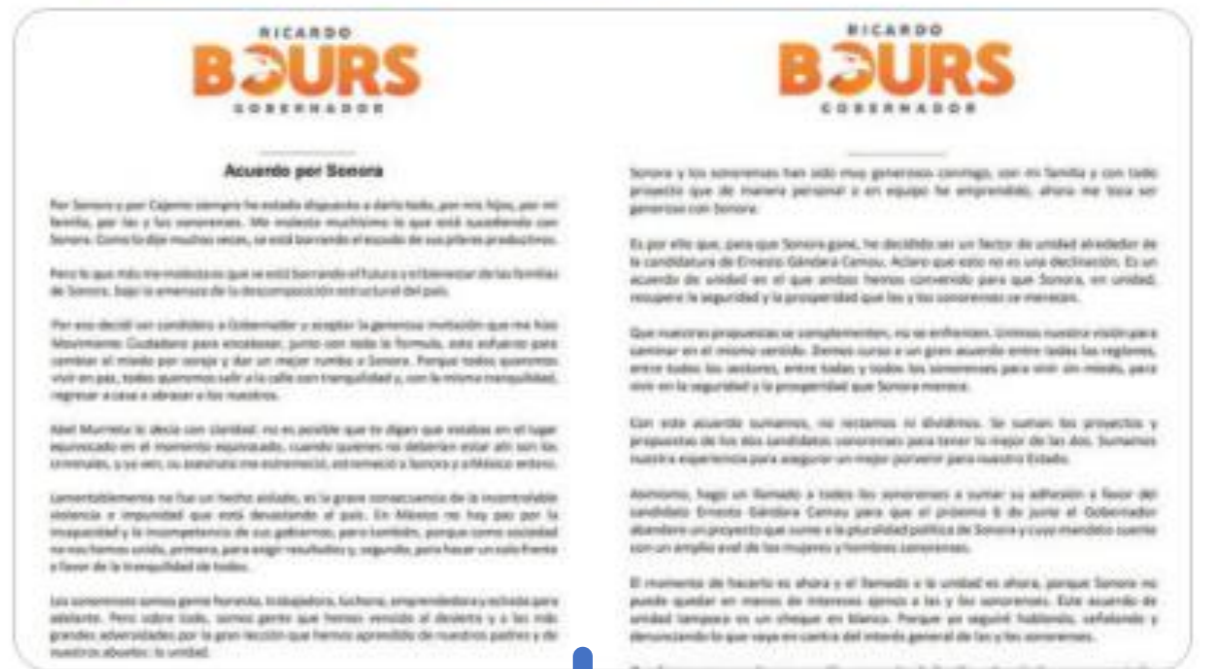 RICARDO
BOURS
GOBERNADOR
Acuerdo por Sonora
Por Sonora y por Cajeme siempre he estado dispuesto a darlo todo, por mis hijos, por mi
familia, por las y los sonorenses. Me molesta muchísimo lo que está sucediendo con
Sonora. Como lo dije muchas veces, se está borrando el escudo de sus pilares productivos.
Pero lo que más me molesta es que se está borrando el futuro y el bienestar de las familias
de Sonora, bajo la amenaza de la descomposición estructural del país.
Por eso decidí ser candidato a Gobernador y aceptar la generosa invitación que me hizo
Movimiento Ciudadano para encabezar, junto con toda la fórmula, este esfuerzo para
cambiar el miedo por coraje y dar un mejor rumbo a Sonora. Porque todos queremos
vivir en paz, todos queremos salir a la calle con tranquilidad y, con la misma tranquilidad,
regresar a casa a abrazar a los nuestros.
Abel Murrieta lo decía con claridad: no es posible que te digan que estabas en el lugar
equivocado en el momento equivocado, cuando quienes no deberían estar ahí son los
criminales, y ya ven, su asesinato me estremeció, estremeció a Sonora y a México entero.
Lamentablemente no fue un hecho aislado, es la grave consecuencia de la incontrolable
violencia e impunidad que está devastando al país. En México no hay paz por la
incapacidad y la incompetencia de sus gobiernos, pero también, porque como sociedad
no nos hemos unido, primero, para exigir resultados y, segundo, para hacer un solo frente
a favor de la tranquilidad de todos.
Los sonorenses somos gente honesta, trabajadora, luchona, emprendedora y echada para
adelante. Pero sobre todo, somos gente que hemos vencido al desierto y a las más
grandes adversidades por la gran lección que hemos aprendido de nuestros padres y de
nuestros abuelos: la unidad.
RICARDO
BOURS
GOBERNADOR
Sonora y los sonorenses han sido muy generosos conmigo, con mi familia y con todo
proyecto que de manera personal o en equipo he emprendido, ahora me toca ser
generoso con Sonora.
Es por ello que, para que Sonora gane, he decidido ser un factor de unidad alrededor de
la candidatura de Ernesto Gándara Camou. Aclaro que esto no es una declinación. Es un
acuerdo de unidad en el que ambos hemos convenido para que Sonora, en unidad,
recupere la seguridad y la prosperidad que las y los sonorenses se merecen.
Que nuestras propuestas se complementen, no se enfrenten. Unimos nuestra visión para
caminar en el mismo sentido. Demos curso a un gran acuerdo entre todas las regiones,
entre todos los sectores, entre todas y todos los sonorenses para vivir sin miedo, para
vivir en la seguridad y la prosperidad que Sonora merece.
Con este acuerdo sumamos, no restamos ni dividimos. Se suman los proyectos y
propuestas de los dos candidatos sonorenses para tener lo mejor de los dos. Sumamos
nuestra experiencia para asegurar un mejor porvenir para nuestro Estado.
Asimismo, hago un llamado a todos los sonorenses a sumar su adhesión a favor del
candidato Ernesto Gándara Camou para que el próximo 6 de junio el Gobernador
abandere un proyecto que sume a la pluralidad política de Sonora y cuyo mandato cuente
con un amplio aval de las mujeres y hombres sonorenses.
El momento de hacerlo es ahora y el llamado a la unidad es ahora, porque Sonora no
puede quedar en manos de intereses ajenos a las y los sonorenses. Este acuerdo de
unidad tampoco es un cheque en blanco. Porque yo seguiré hablando, señalando y
denunciando lo que vaya en contra del interés general de las y los sonorenses.